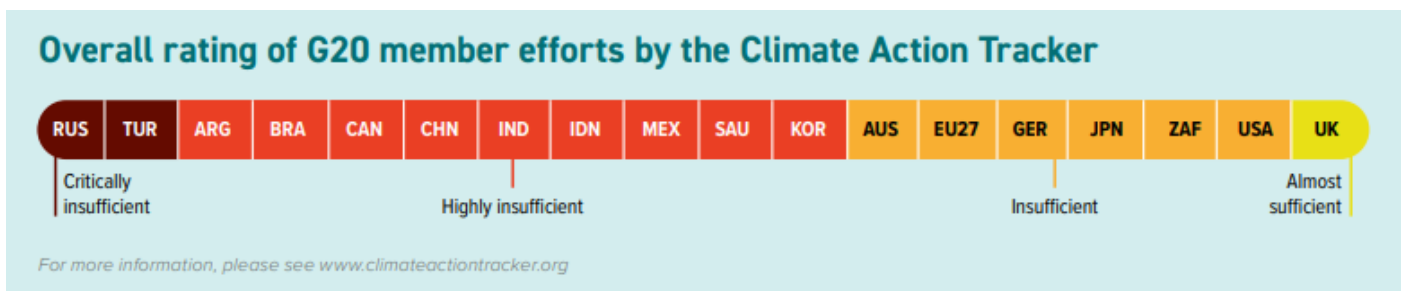 Overall rating of G20 member efforts by the Climate Action Tracker
RUS TUR ARG BRA CAN CHN IND IDN MEX SAU KOR AUS EU27 GER JPN ZAF USA UK
Critically
insufficient
Highly insufficient
Insufficient
Almost
sufficient
For more information, please see www.climateactiontracker.org